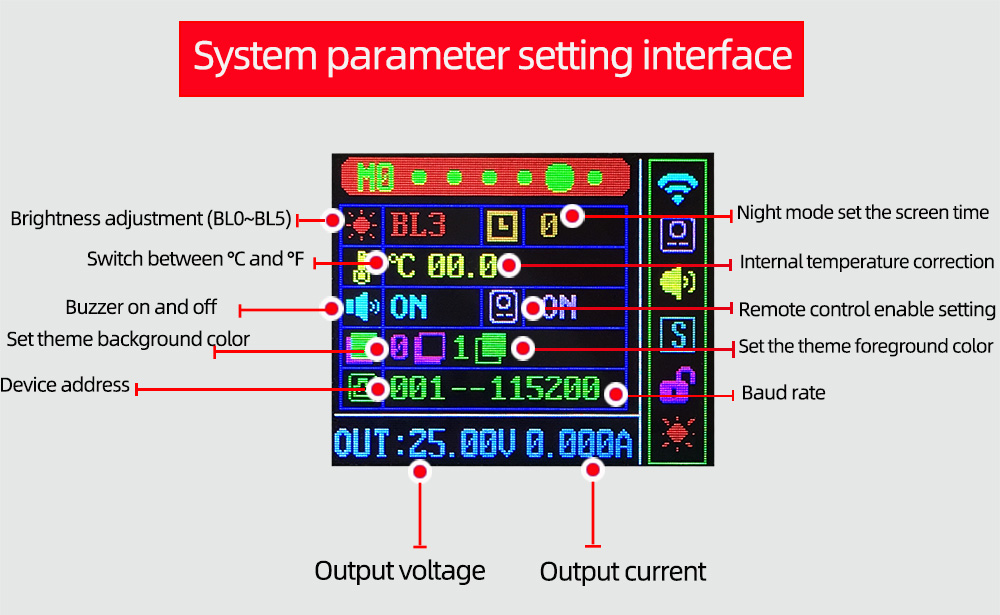 System parameter setting interface
M0
Brightness adjustment (BL0~BL5)
BL3
0
Night mode set the screen time
Switch between °C and °F
°C 00.0
Internal temperature correction
Buzzer on and off
ON
ON
Remote control enable setting
Set theme background color
0
1
Set the theme foreground color
S
Device address
001--115200
Baud rate
OUT:25.00V 0.000A
Output voltage
Output current